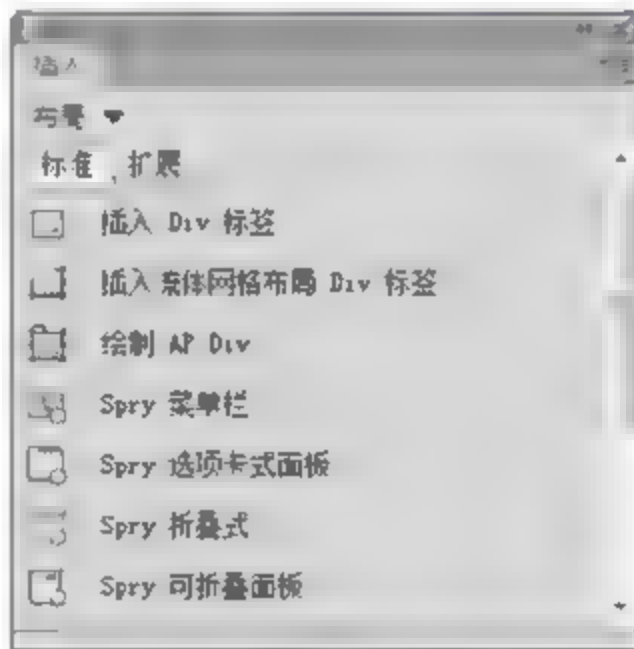 插入
布局
标准 扩展
插入 Div 标签
插入流体网格布局 Div 标签
绘制 AP Div
Spry 菜单栏
Spry 选项卡式面板
Spry 折叠式
Spry 可折叠面板